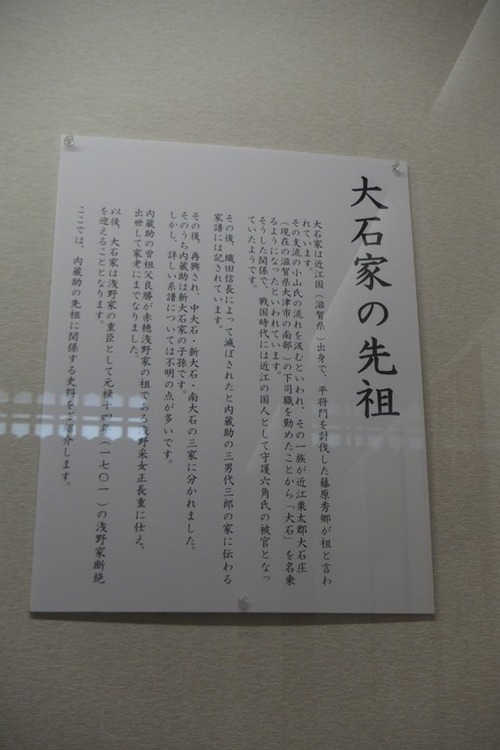 大石家の先祖
大石家は近江国（滋賀県）出身で、平将門を討伐した藤原秀郷が祖と言わ
れています。
その支流の小山氏の流れを汲むといわれ、その一族が近江栗太郡大石庄
（現在の滋賀県大津市の南部）の下司職を勤めたことから「大石」を名乗
るようになったといわれています。
そうした関係で、戦国時代には近江の国人として守護六角氏の被官となっ
ていたようです。
その後、織田信長によって滅ぼされたと内蔵助の三男代三郎の家に伝わる
家譜には記されています。
その後、再興され、中大石・新大石・南大石の三家に分かれました。
そのうち内蔵助は新大石家の子孫です。
しかし、詳しい系譜については不明の点が多いです。
内蔵助の曽祖父良勝が赤穂浅野家の祖である浅野采女正長重に仕え、
出世して家老にまでなりました。
以後、大石家は浅野家の重臣として元禄十四年（一七〇一）の浅野家断絶
を迎えることとなります。
ここでは、内蔵助の先祖に関係する史料をご紹介します。